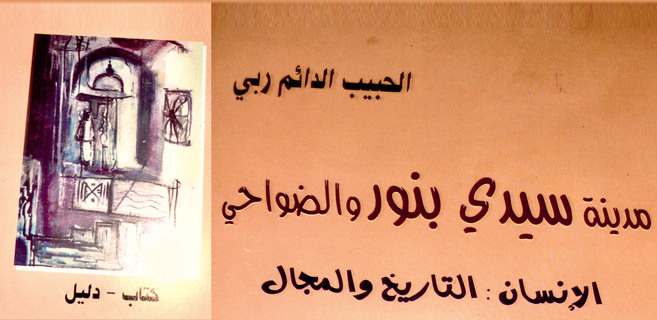 الحبيب الدائم ربي
مدينة سيدي بنور والضواحي
الإنسان : التاريخ والمجال
كتاب - دليل